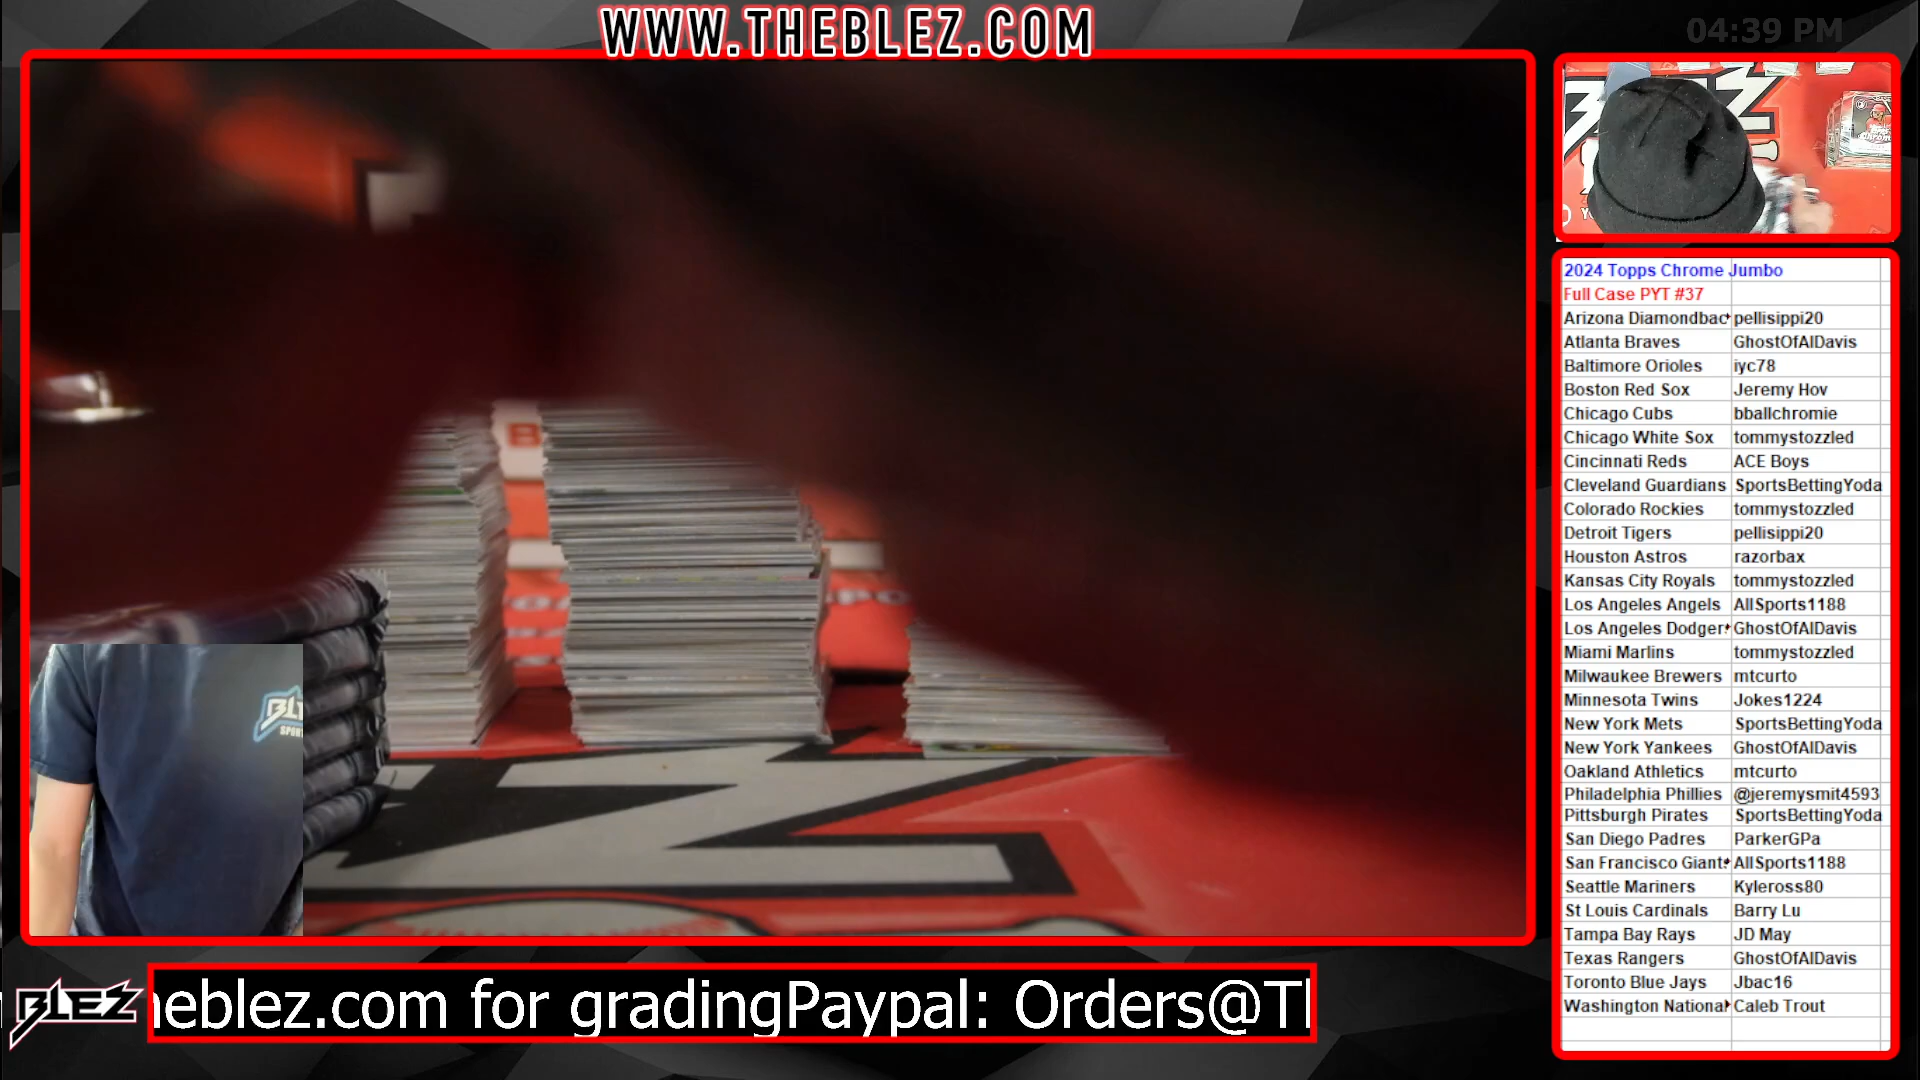 WWW.THEBLEZ.COM
04:39 PM
2024 Topps Chrome Jumbo
Full Case PYT #37
Arizona Diamondbac pellisippi20
Atlanta Braves GhostOfAlDavis
Baltimore Orioles iyc78
Boston Red Sox Jeremy Hov
Chicago Cubs bballchromie
Chicago White Sox tommystozzled
Cincinnati Reds ACE Boys
Cleveland Guardians SportsBettingYoda
Colorado Rockies tommystozzled
Detroit Tigers pellisippi20
Houston Astros razorbax
Kansas City Royals tommystozzled
Los Angeles Angels AllSports1188
Los Angeles Dodger GhostOfAlDavis
Miami Marlins tommystozzled
Milwaukee Brewers mtcurto
Minnesota Twins Jokes1224
New York Mets SportsBettingYoda
New York Yankees GhostOfAlDavis
Oakland Athletics mtcurto
Philadelphia Phillies @jeremysmit4593
Pittsburgh Pirates SportsBettingYoda
San Diego Padres ParkerGPa
San Francisco Giant AllSports1188
Seattle Mariners Kyleross80
St Louis Cardinals Barry Lu
Tampa Bay Rays JD May
Texas Rangers GhostOfAlDavis
Toronto Blue Jays Jbac16
Washington National Caleb Trout
BLEZ
heblez.com for gradingPaypal: Orders@Tl